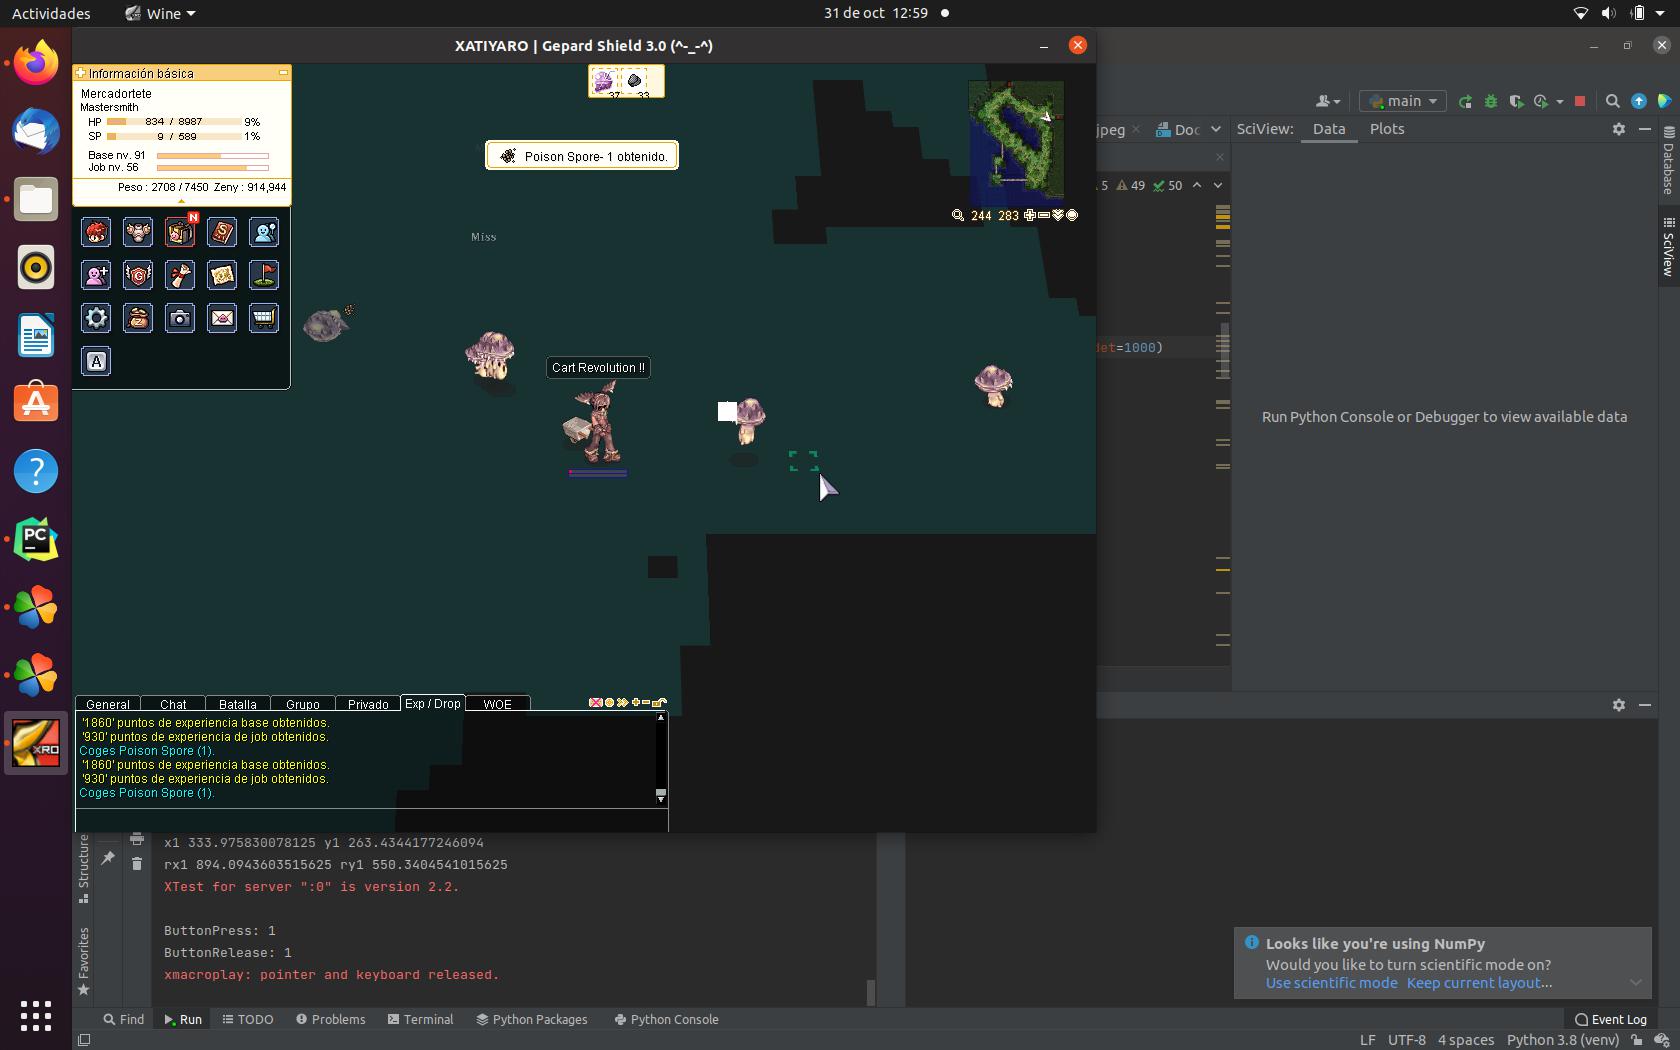 Actividades
Wine
31 de oct 12:59
XATIYARO | Gepard Shield 3.0 (^-_-^)
Información básica
Mercadortete
Mastersmith
HP 834 / 8987 9%
SP 9 / 589 1%
Base nv. 91
Job nv. 56
Peso : 2708 / 7450 Zeny : 914,944
N
A
37 33
Poison Spore- 1 obtenido.
Miss
244 283
Cart Revolution !!
General Chat Batalla Grupo Privado Exp / Drop WOE
'1860' puntos de experiencia base obtenidos.
'930' puntos de experiencia de job obtenidos.
Coges Poison Spore (1).
'1860' puntos de experiencia base obtenidos.
'930' puntos de experiencia de job obtenidos.
Coges Poison Spore (1).
main
jpeg
Doc
SciView: Data Plots
5 49 50
det=1000)
Run Python Console or Debugger to view available data
Database
SciView
PC
XRO
Structure
Favorites
x1 333.975830078125 y1 263.4344177246094
rx1 894.0943603515625 ry1 550.3404541015625
XTest for server ":0" is version 2.2.
ButtonPress: 1
ButtonRelease: 1
xmacroplay: pointer and keyboard released.
Looks like you're using NumPy
Would you like to turn scientific mode on?
Use scientific mode Keep current layout...
Find Run TODO Problems Terminal Python Packages Python Console
Event Log
LF UTF-8 4 spaces Python 3.8 (venv)